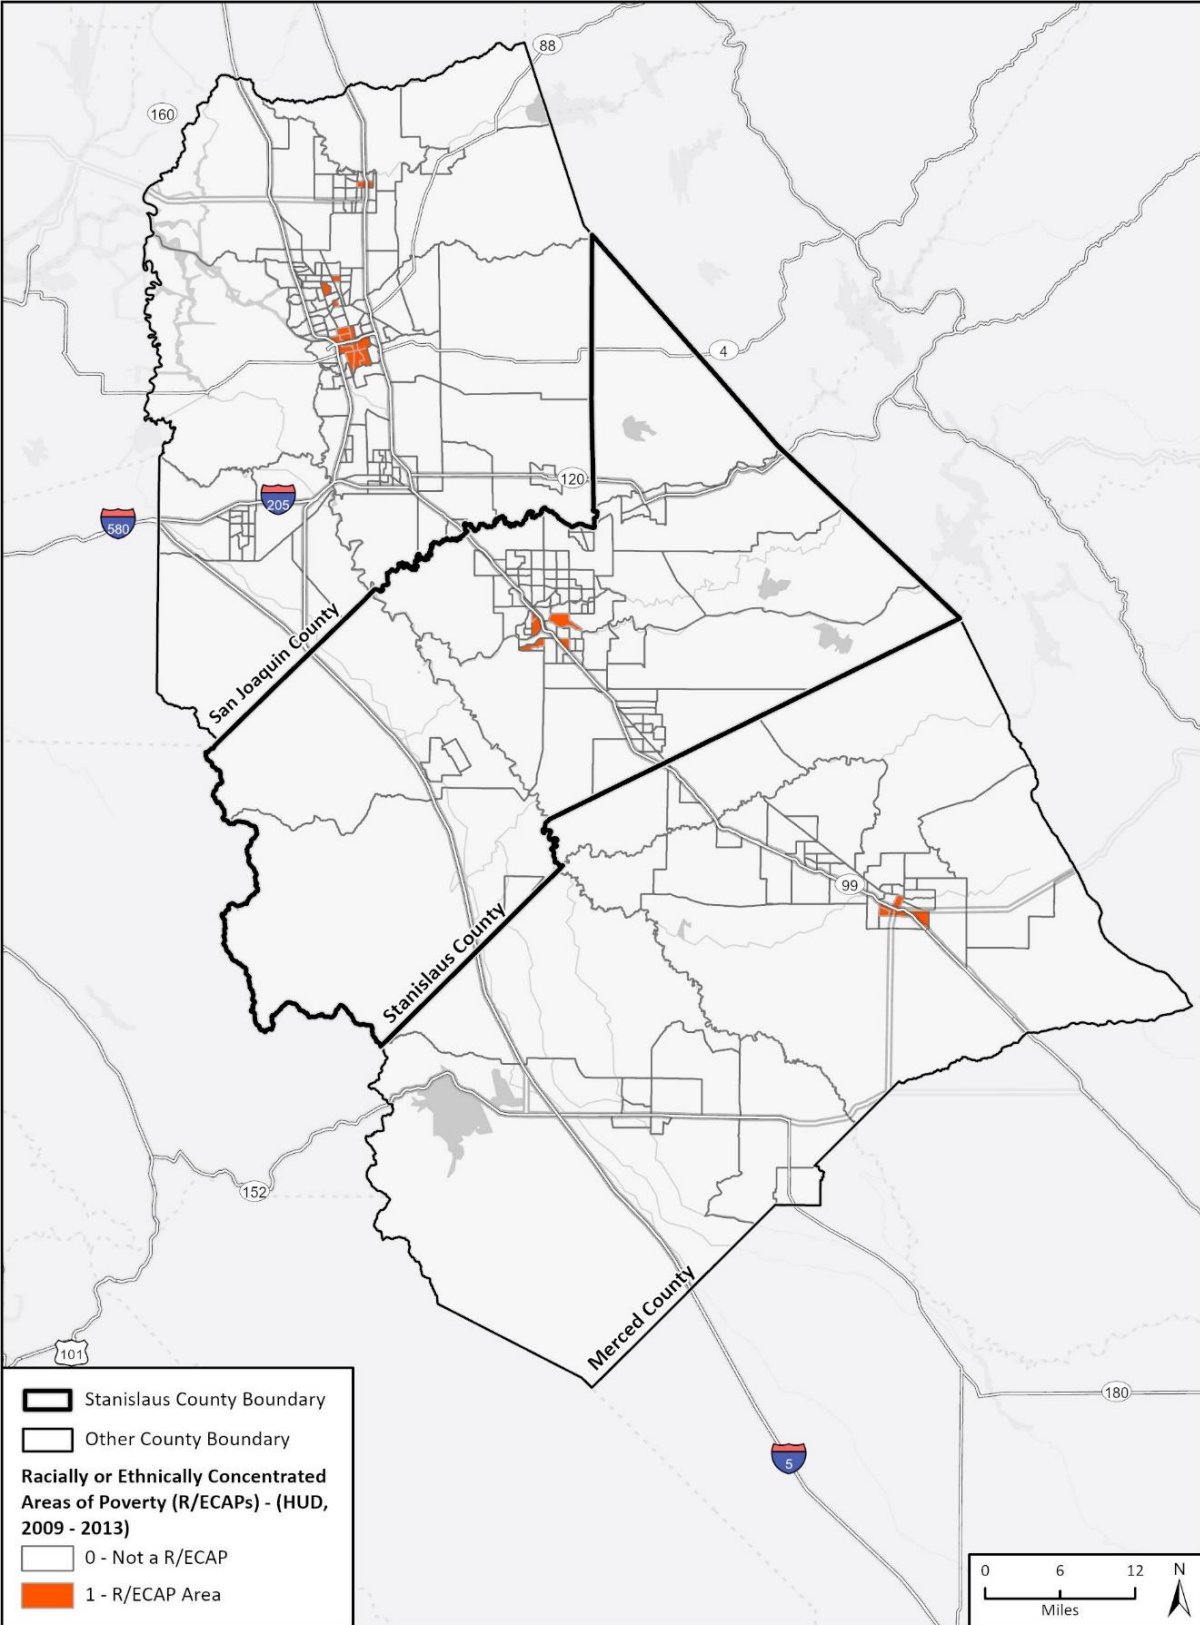 88
160
4
120
205
580
San Joaquin County
99
Stanislaus County
152
Merced County
101
180
5
Stanislaus County Boundary
Other County Boundary
Racially or Ethnically Concentrated
Areas of Poverty (R/ECAPs) - (HUD,
2009 - 2013)
0 - Not a R/ECAP
1 - R/ECAP Area
0 6 12 N
Miles